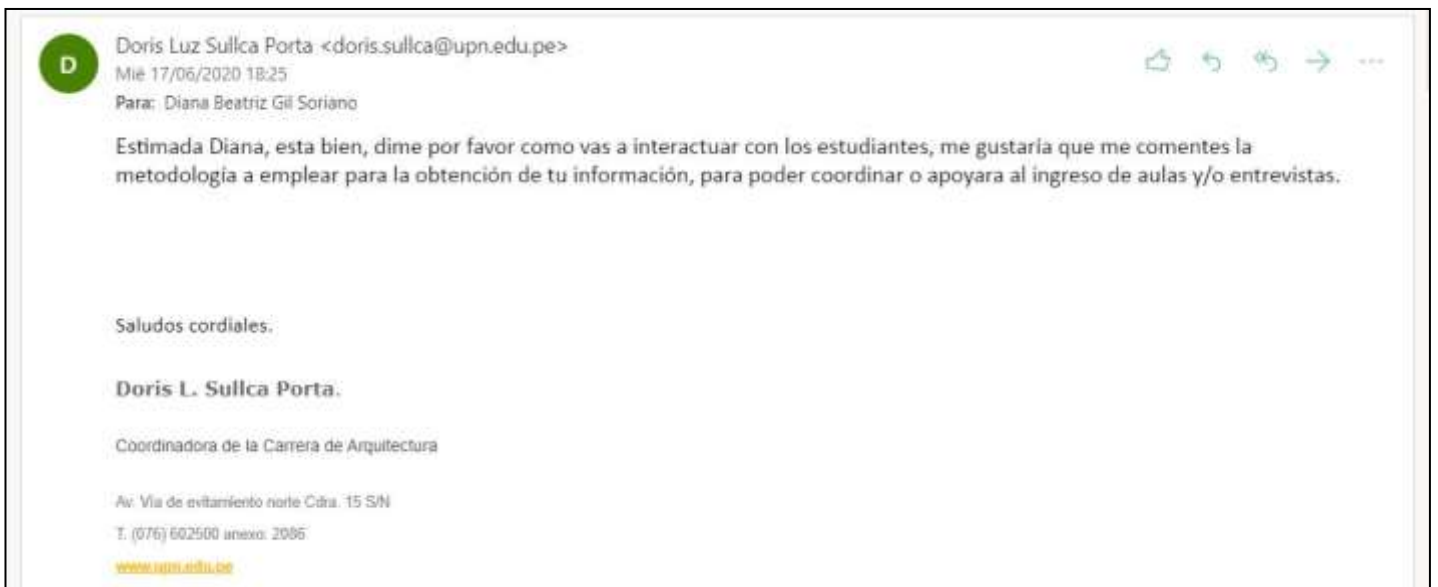 D
Doris Luz Sullca Porta <doris.sullca@upn.edu.pe>
Mié 17/06/2020 18:25
Para: Diana Beatriz Gil Soriano
Estimada Diana, esta bien, dime por favor como vas a interactuar con los estudiantes, me gustaría que me comentes la
metodología a emplear para la obtención de tu información, para poder coordinar o apoyara al ingreso de aulas y/o entrevistas.
Saludos cordiales.
Doris L. Sullca Porta.
Coordinadora de la Carrera de Arquitectura
Av. Vía de evitamiento norte Cdra. 15 S/N
T. (076) 602500 anexo: 2086
www.upn.edu.pe